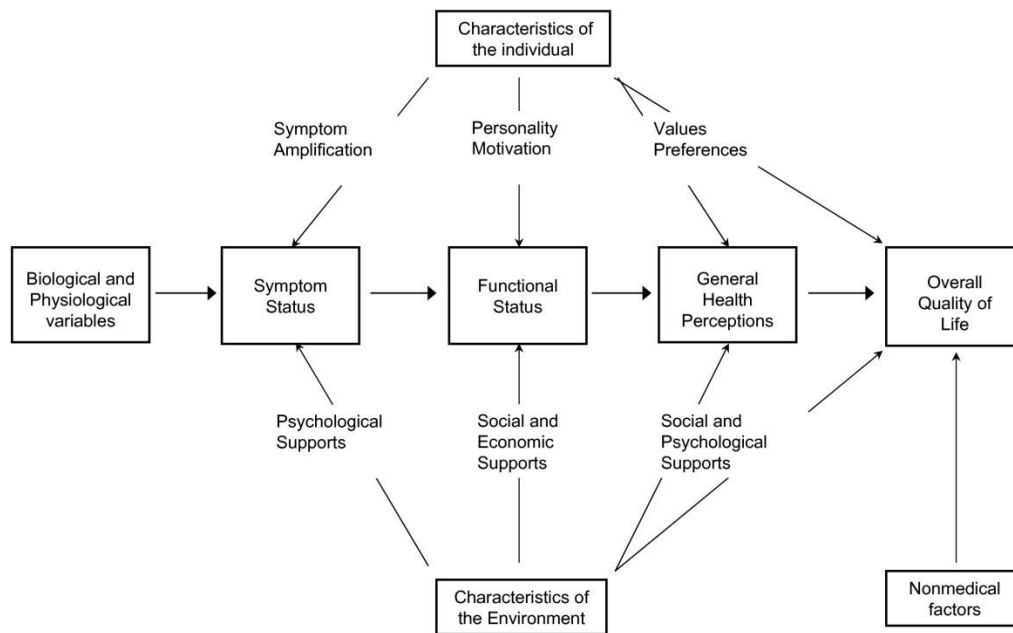 Characteristics of
the individual
Symptom
Amplification
Personality
Motivation
Values
Preferences
Biological and
Physiological
variables
Symptom
Status
Functional
Status
General
Health
Perceptions
Overall
Quality of
Life
Psychological
Supports
Social and
Economic
Supports
Social and
Psychological
Supports
Characteristics of
the Environment
Nonmedical
factors